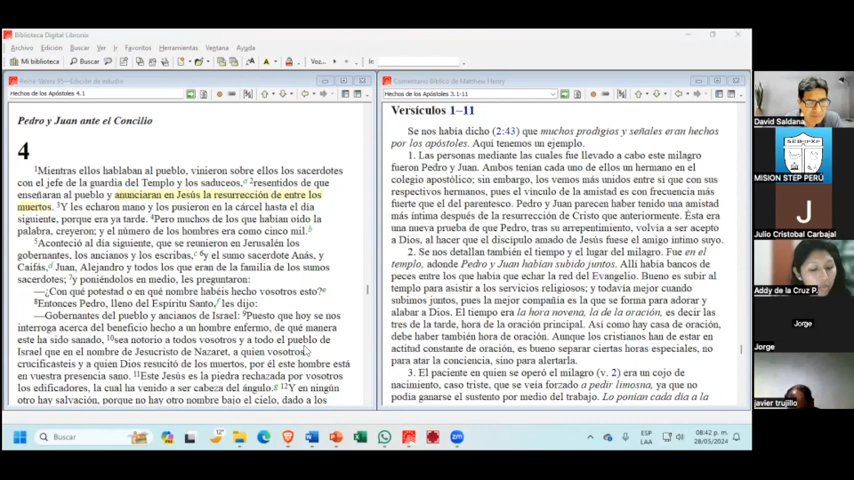 Biblioteca Digital Libronix
Archivo Edición Buscar Ver Ir Favoritos Herramientas Ventana Ayuda
Mi biblioteca Buscar Voz... In
Reina Valera 95—Edición de estudio
Hechos de los Apóstoles 4.1
Pedro y Juan ante el Concilio
4
1Mientras ellos hablaban al pueblo, vinieron sobre ellos los sacerdotes
con el jefe de la guardia del Templo y los saduceos,a 2resentidos de que
enseñaran al pueblo y anunciaran en Jesús la resurrección de entre los
muertos. 3Y les echaron mano y los pusieron en la cárcel hasta el día
siguiente, porque era ya tarde. 4Pero muchos de los que habían oído la
palabra, creyeron; y el número de los hombres era como cinco mil.b
5Aconteció al día siguiente, que se reunieron en Jerusalén los
gobernantes, los ancianos y los escribas,c 6y el sumo sacerdote Anás, y
Caifás,d Juan, Alejandro y todos los que eran de la familia de los sumos
sacerdotes; 7y poniéndolos en medio, les preguntaron:
—¿Con qué potestad o en qué nombre habéis hecho vosotros esto?e
8Entonces Pedro, lleno del Espíritu Santo,f les dijo:
—Gobernantes del pueblo y ancianos de Israel: 9Puesto que hoy se nos
interroga acerca del beneficio hecho a un hombre enfermo, de qué manera
este ha sido sanado, 10sea notorio a todos vosotros y a todo el pueblo de
Israel que en el nombre de Jesucristo de Nazaret, a quien vosotros
crucificasteis y a quien Dios resucitó de los muertos, por él este hombre está
en vuestra presencia sano. 11Este Jesús es la piedra rechazada por vosotros
los edificadores, la cual ha venido a ser cabeza del ángulo.g 12Y en ningún
otro hay salvación, porque no hay otro nombre bajo el cielo, dado a los
Comentario Bíblico de Matthew Henry
Hechos de los Apóstoles 3.1-11
Versículos 1–11
Se nos había dicho (2:43) que muchos prodigios y señales eran hechos
por los apóstoles. Aquí tenemos un ejemplo.
1. Las personas mediante las cuales fue llevado a cabo este milagro
fueron Pedro y Juan. Ambos tenían cada uno de ellos un hermano en el
colegio apostólico; sin embargo, los vemos más unidos entre sí que con sus
respectivos hermanos, pues el vínculo de la amistad es con frecuencia más
fuerte que el del parentesco. Pedro y Juan parecen haber tenido una amistad
más íntima después de la resurrección de Cristo que anteriormente. Ésta era
una nueva prueba de que Pedro, tras su arrepentimiento, volvía a ser acepto
a Dios, al hacer que el discípulo amado de Jesús fuese el amigo íntimo suyo.
2. Se nos detallan también el tiempo y el lugar del milagro. Fue en el
templo, adonde Pedro y Juan habían subido juntos. Allí había bancos de
peces entre los que había que echar la red del Evangelio. Bueno es subir al
templo para asistir a los servicios religiosos; y todavía mejor cuando
subimos juntos, pues la mejor compañía es la que se forma para adorar y
alabar a Dios. El tiempo era la hora novena, la de la oración, es decir las
tres de la tarde, hora de la oración principal. Así como hay casa de oración,
debe haber también hora de oración. Aunque los cristianos han de estar en
actitud constante de oración, es bueno separar ciertas horas especiales, no
para atar la conciencia, sino para alertarla.
3. El paciente en quien se operó el milagro (v. 2) era un cojo de
nacimiento, caso triste, que se veía forzado a pedir limosna, ya que no
podía ganarse el sustento por medio del trabajo. Lo ponían cada día a la
Buscar
12°
ESP
LAA
08:42 p. m.
28/05/2024
David Saldana
MISION STEP PERÚ
J
Julio Cristobal Carbajal
Addy de la Cruz P.
Jorge
Jorge
javier trujillo